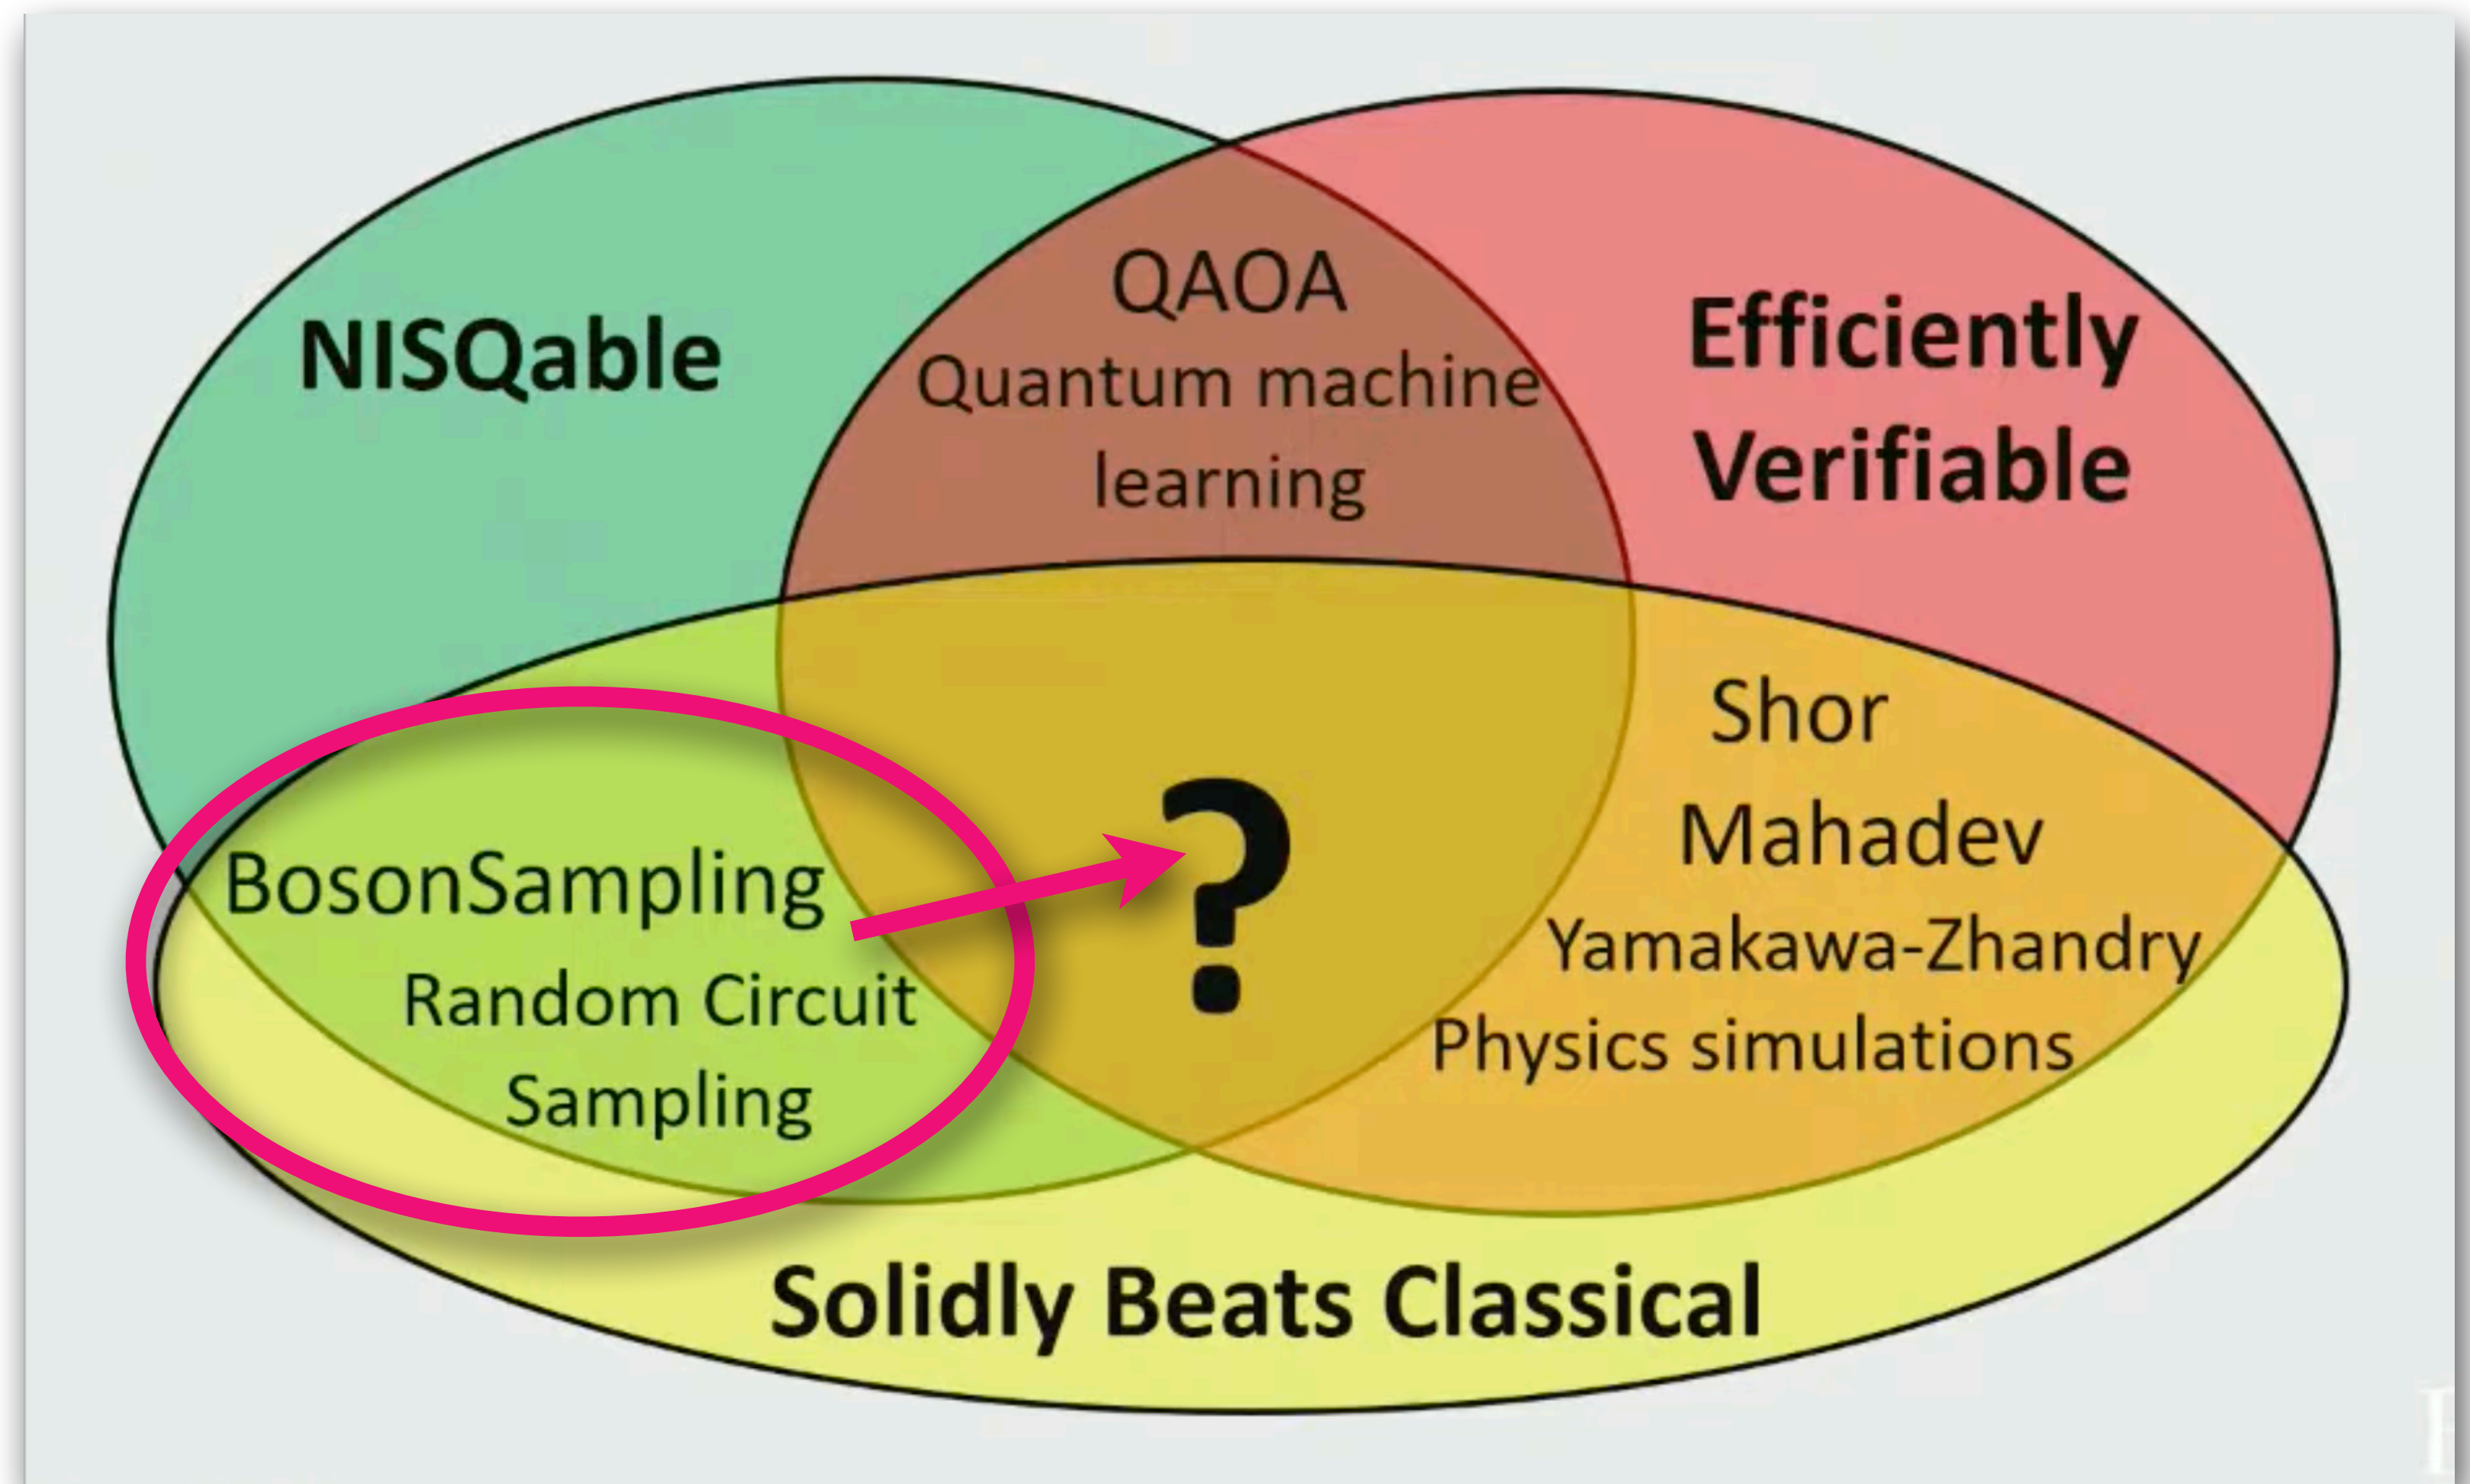 NISQable
QAOA
Quantum machine
learning
Efficiently
Verifiable
BosonSampling
Random Circuit
Sampling
?
Shor
Mahadev
Yamakawa-Zhandry
Physics simulations
Solidly Beats Classical